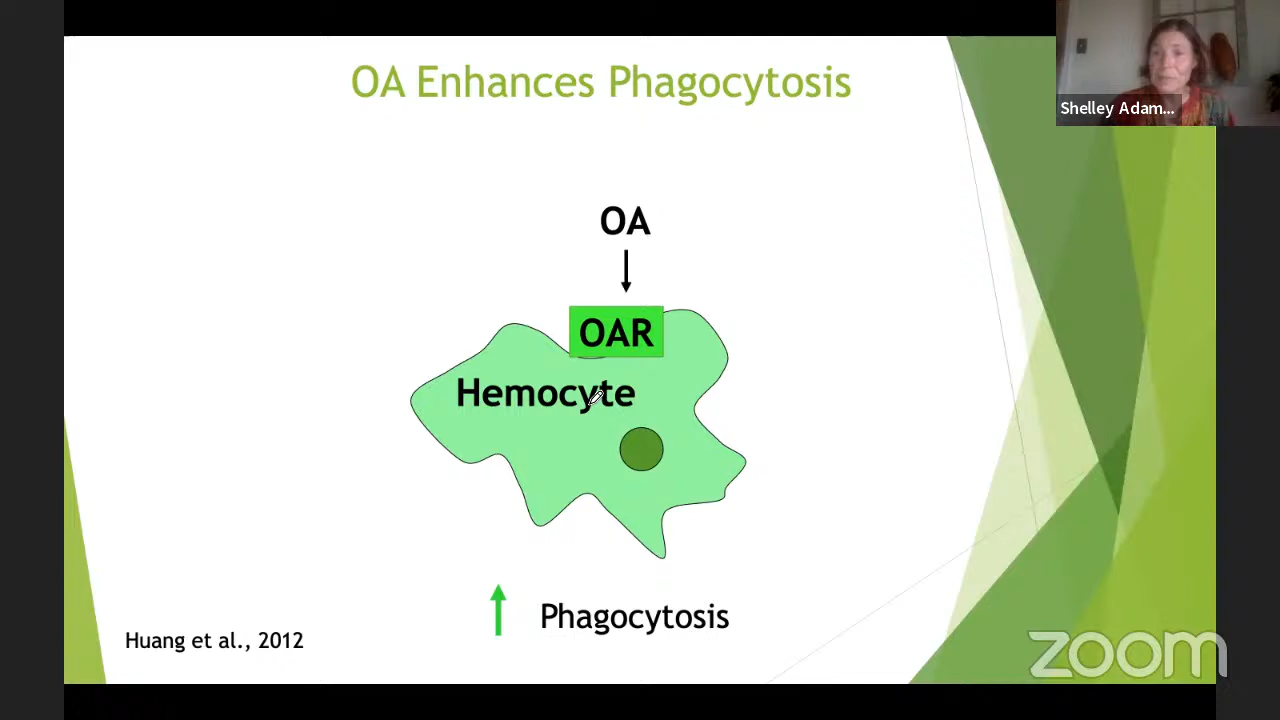 OA Enhances Phagocytosis
Shelley Adam...
OA
OAR
Hemocyte
Phagocytosis
Huang et al., 2012
zoom